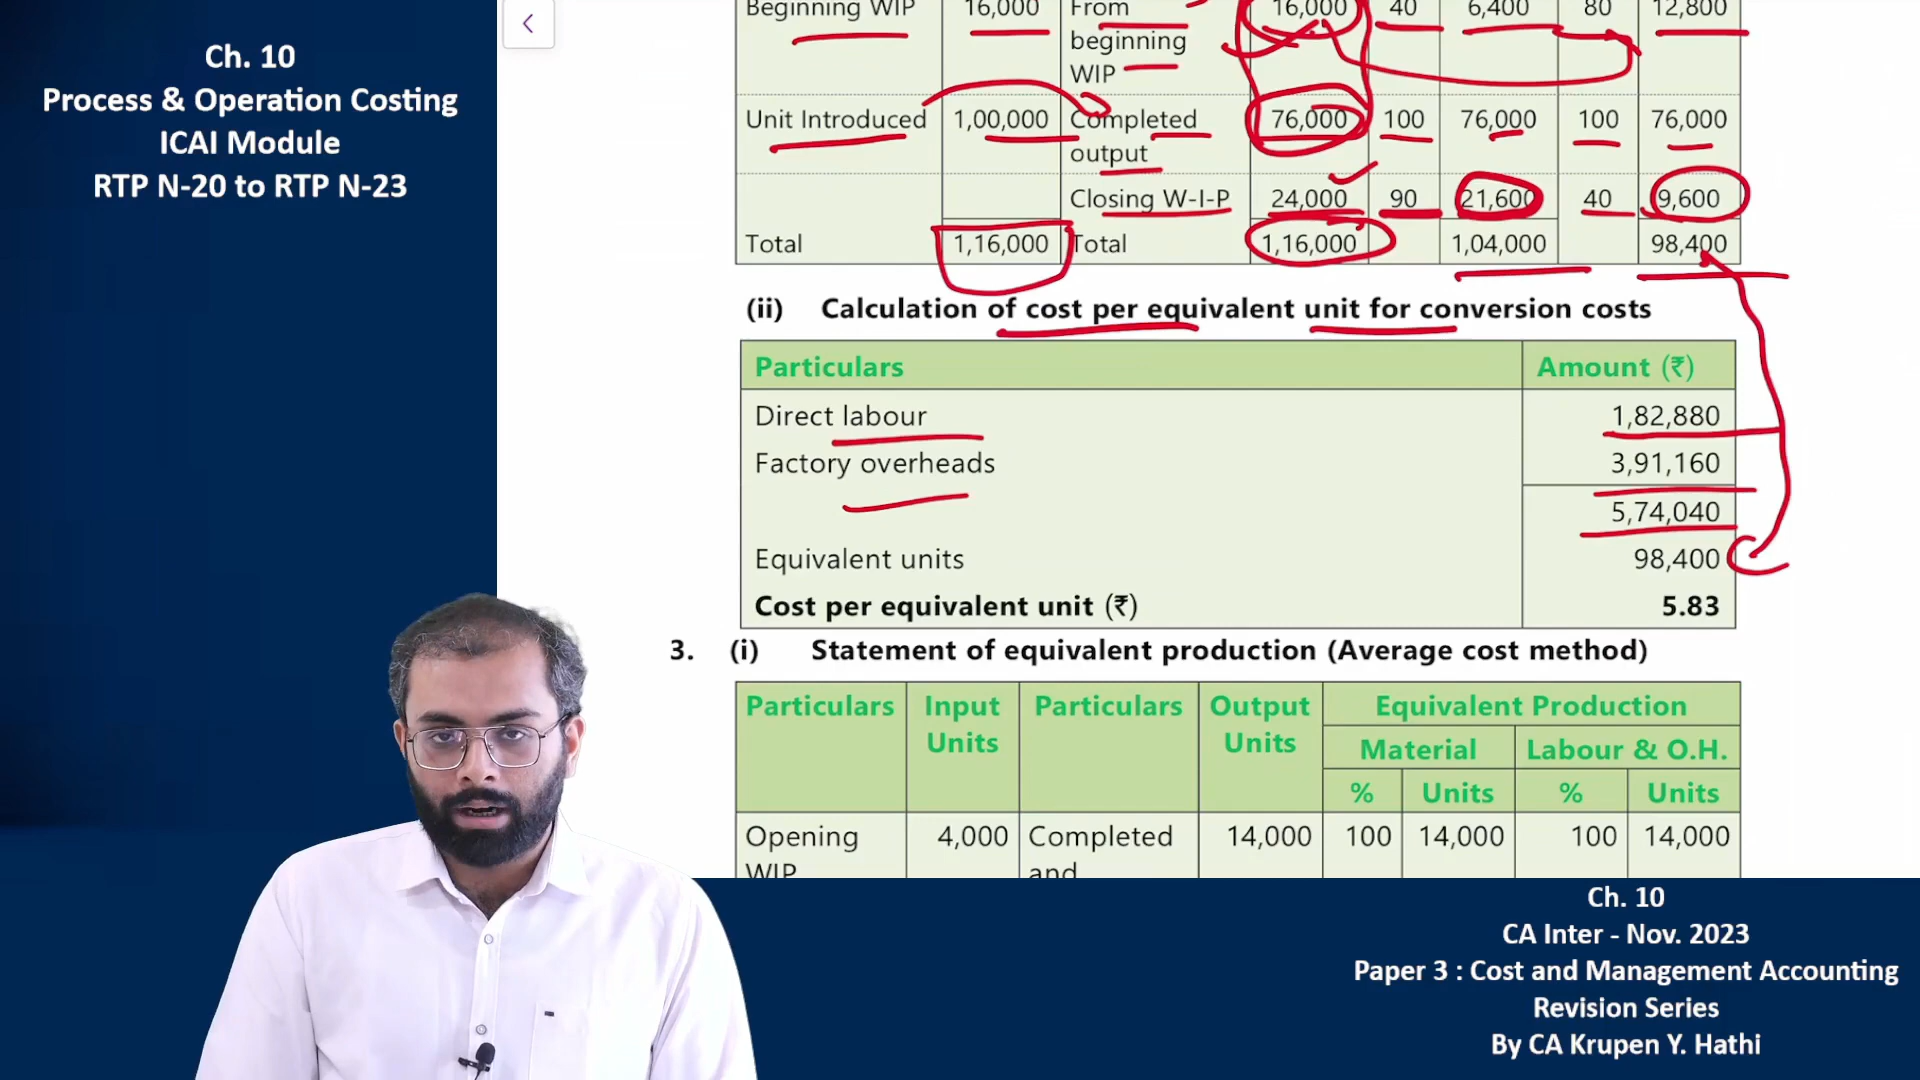 Ch. 10
Process & Operation Costing
ICAI Module
RTP N-20 to RTP N-23
Beginning WIP 16,000 From 16,000 40 6,400 80 12,800
beginning
WIP
Unit Introduced 1,00,000 Completed 76,000 100 76,000 100 76,000
output
Closing W-I-P 24,000 90 21,600 40 9,600
Total 1,16,000 Total 1,16,000 1,04,000 98,400
(ii) Calculation of cost per equivalent unit for conversion costs
Particulars Amount (₹)
Direct labour 1,82,880
Factory overheads 3,91,160
5,74,040
Equivalent units 98,400
Cost per equivalent unit (₹) 5.83
3. (i) Statement of equivalent production (Average cost method)
Particulars Input Particulars Output Equivalent Production
Units Units
Material Labour & O.H.
% Units % Units
Opening 4,000 Completed 14,000 100 14,000 100 14,000
WIP and
Ch. 10
CA Inter - Nov. 2023
Paper 3 : Cost and Management Accounting
Revision Series
By CA Krupen Y. Hathi